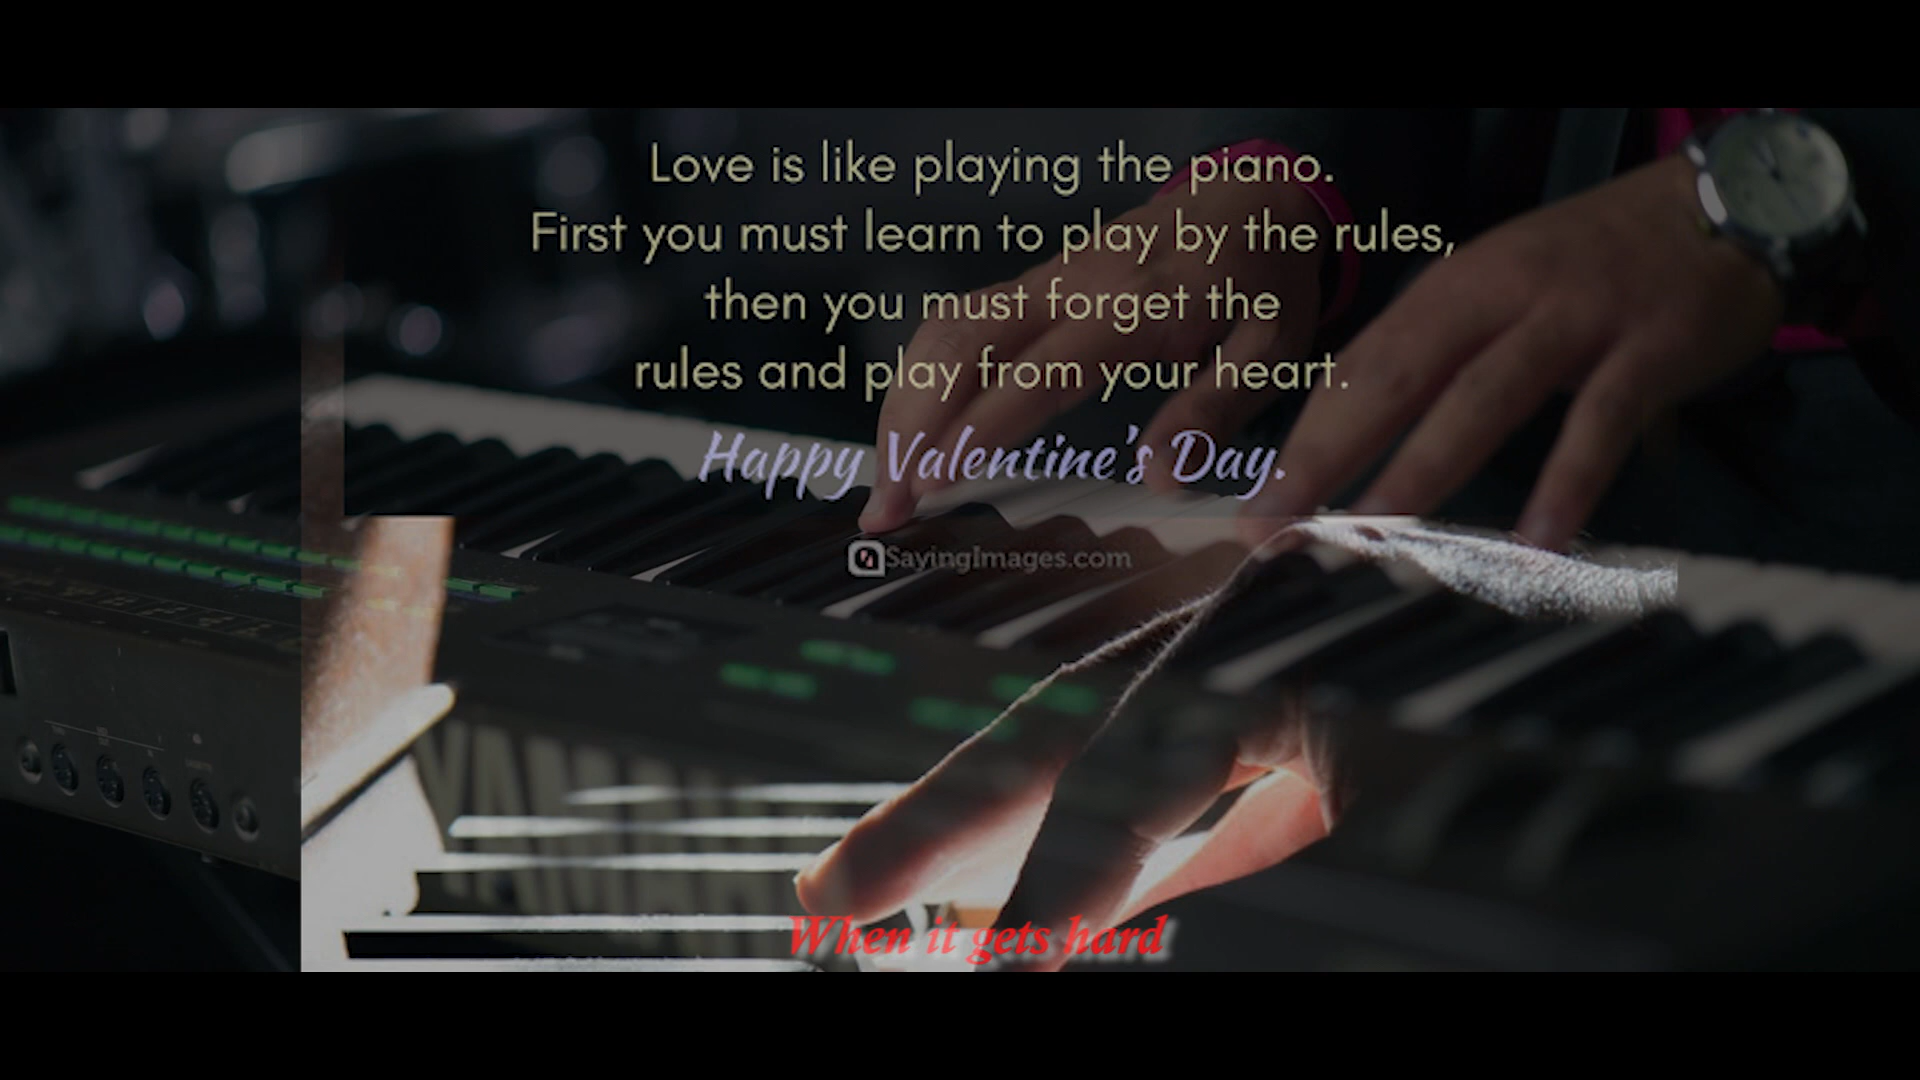 Love is like playing the piano.
First you must learn to play by the rules,
then you must forget the
rules and play from your heart.
Happy Valentine's Day.
SayingImages.com
When it gets hard